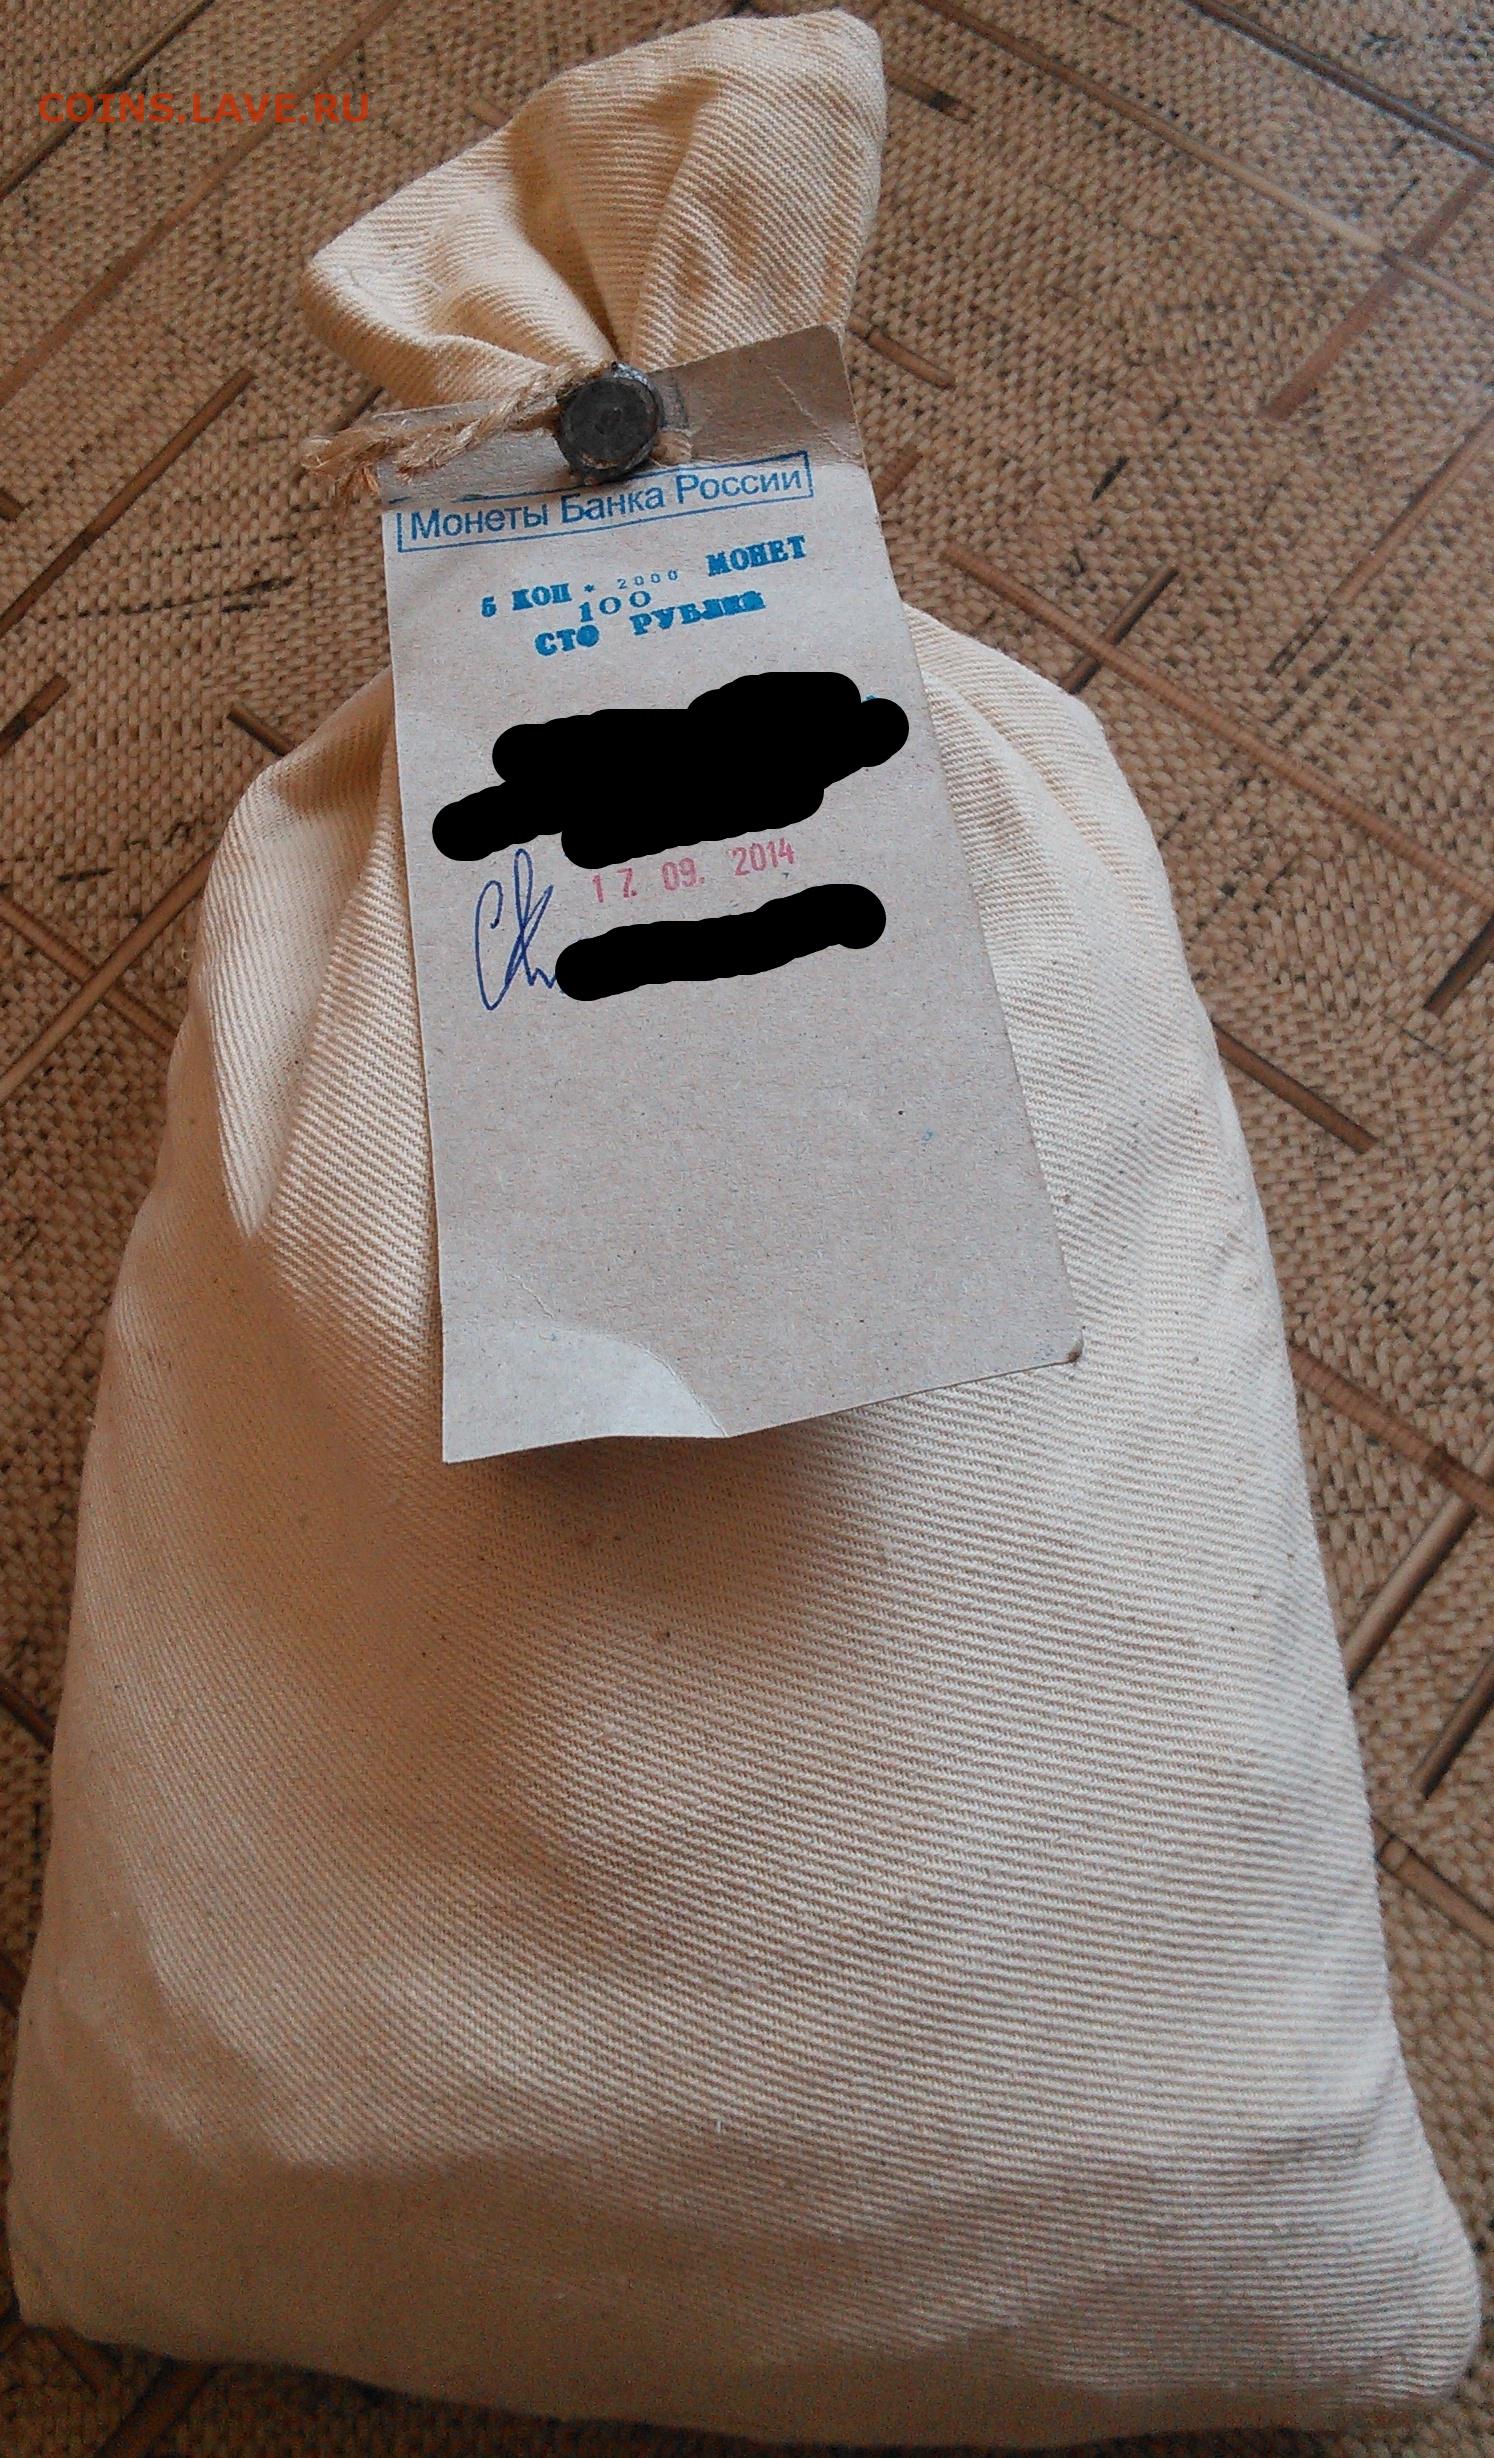 COINS.LAVE.RU
Монеты Банка России
5 КОП. * 2000 МОНЕТ
100
СТО РУБЛЕЙ
17. 09. 2014